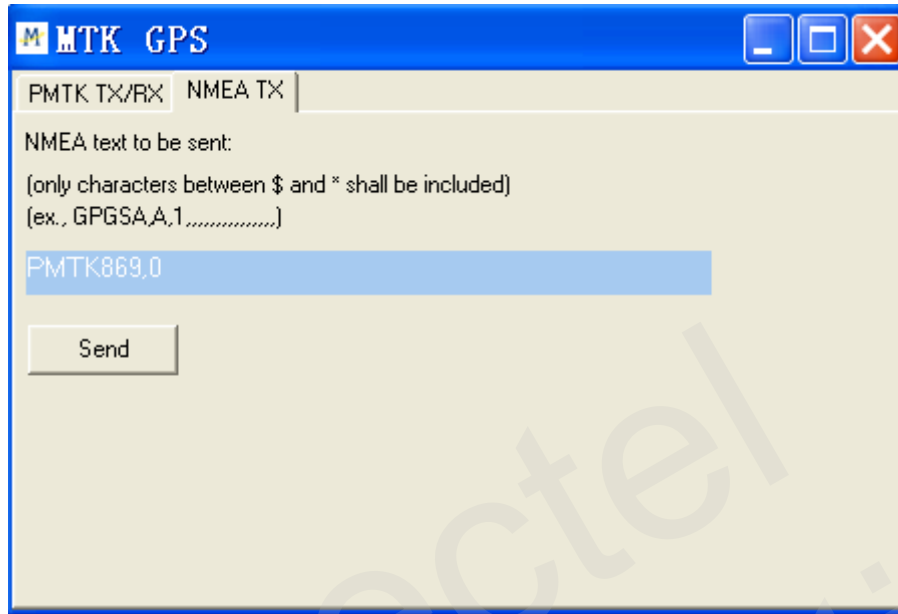 MTK GPS
PMTK TX/RX NMEA TX
NMEA text to be sent:
(only characters between $ and * shall be included)
(ex., GPGSA,A,1,,,,,,,,,,,,,,,)
PMTK869,0
Send
ectel